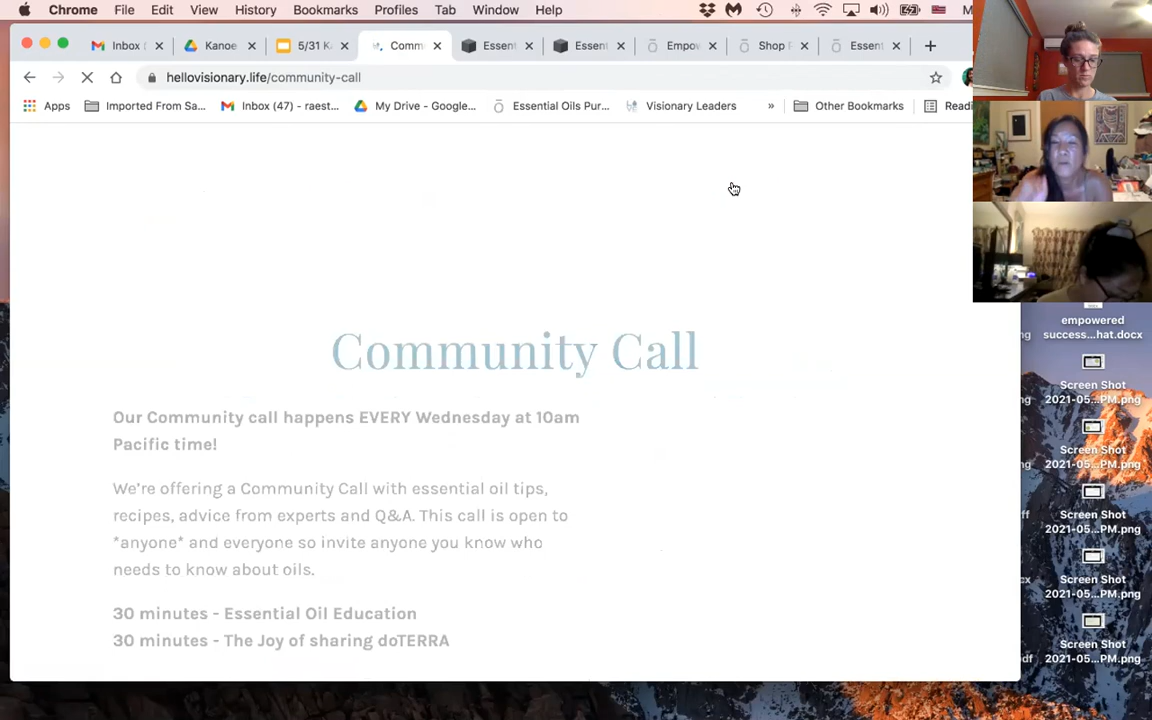 Chrome File Edit View History Bookmarks Profiles Tab Window Help
Inbox Kanoe 5/31 K Comm Essent Essent Empo Shop Essent
hellovisionary.life/community-call
Apps Imported From Sa... Inbox (47) - raest... My Drive - Google... Essential Oils Pur... Visionary Leaders » Other Bookmarks Readi
Community Call
Our Community call happens EVERY Wednesday at 10am
Pacific time!
We're offering a Community Call with essential oil tips,
recipes, advice from experts and Q&A. This call is open to
*anyone* and everyone so invite anyone you know who
needs to know about oils.
30 minutes - Essential Oil Education
30 minutes - The Joy of sharing doTERRA
empowered
success...hat.docx
Screen Shot
2021-05...PM.png
Screen Shot
2021-05...PM.png
Screen Shot
2021-05...PM.png
Screen Shot
2021-05...PM.png
Screen Shot
2021-05...PM.png